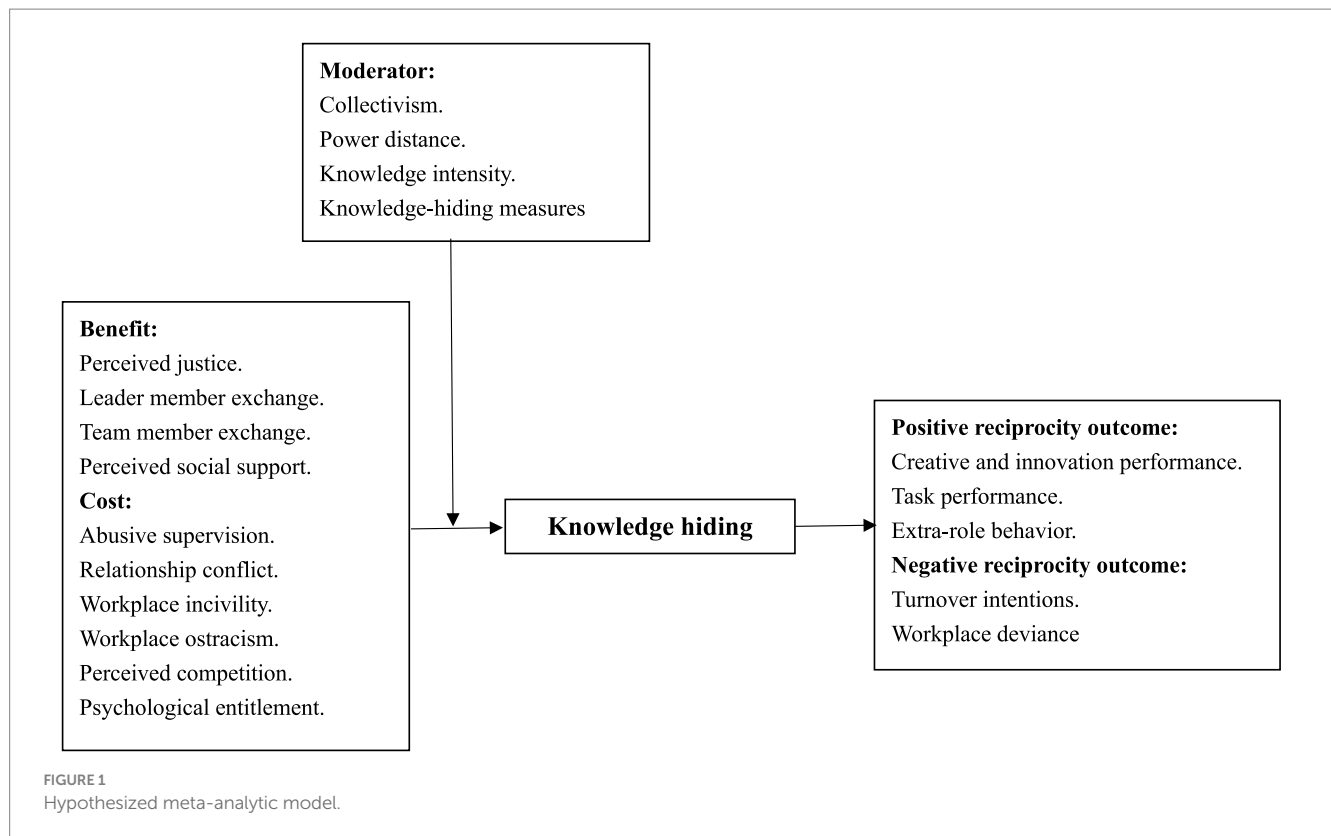 Moderator:
Collectivism.
Power distance.
Knowledge intensity.
Knowledge-hiding measures
Benefit:
Perceived justice.
Leader member exchange.
Team member exchange.
Perceived social support.
Cost:
Abusive supervision.
Relationship conflict.
Workplace incivility.
Workplace ostracism.
Perceived competition.
Psychological entitlement.
Knowledge hiding
Positive reciprocity outcome:
Creative and innovation performance.
Task performance.
Extra-role behavior.
Negative reciprocity outcome:
Turnover intentions.
Workplace deviance
FIGURE 1
Hypothesized meta-analytic model.